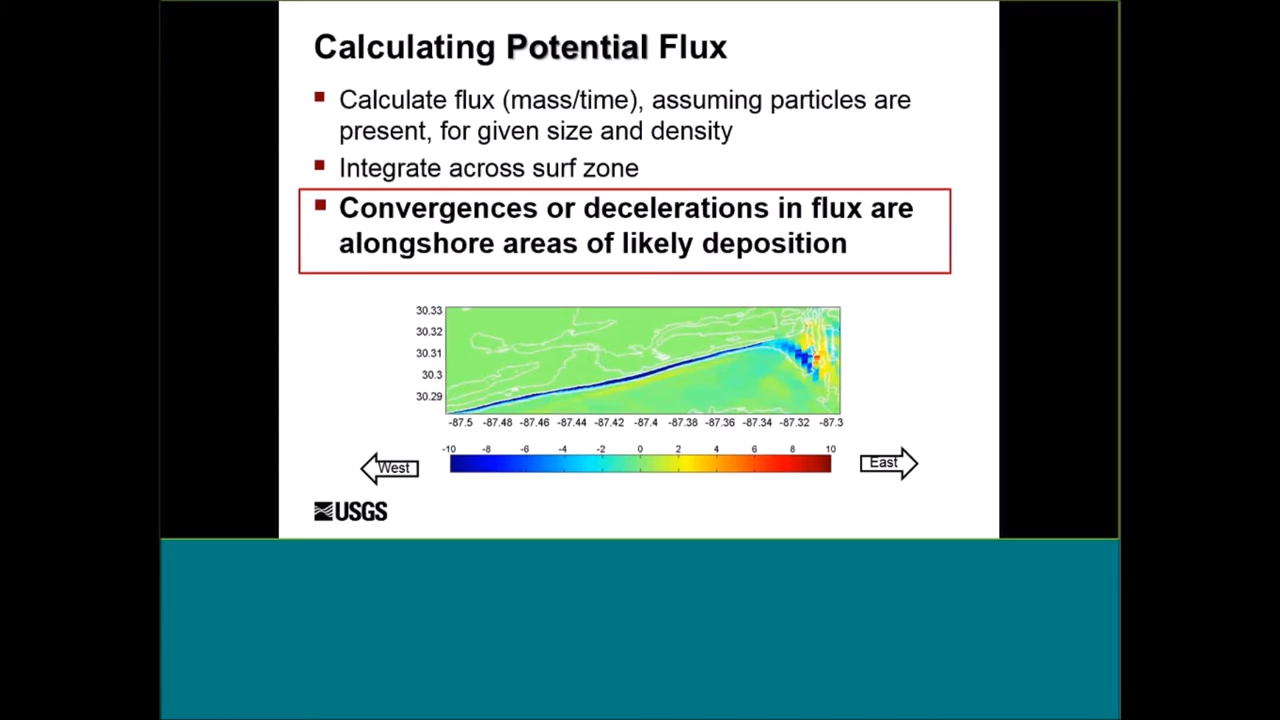 Calculating Potential Flux
Calculate flux (mass/time), assuming particles are
present, for given size and density
Integrate across surf zone
Convergences or decelerations in flux are
alongshore areas of likely deposition
30.33
30.32
30.31
30.3
30.29
-87.5 -87.48 -87.46 -87.44 -87.42 -87.4 -87.38 -87.36 -87.34 -87.32 -87.3
-10 -8 -6 -4 -2 0 2 4 6 8 10
West
East
USGS